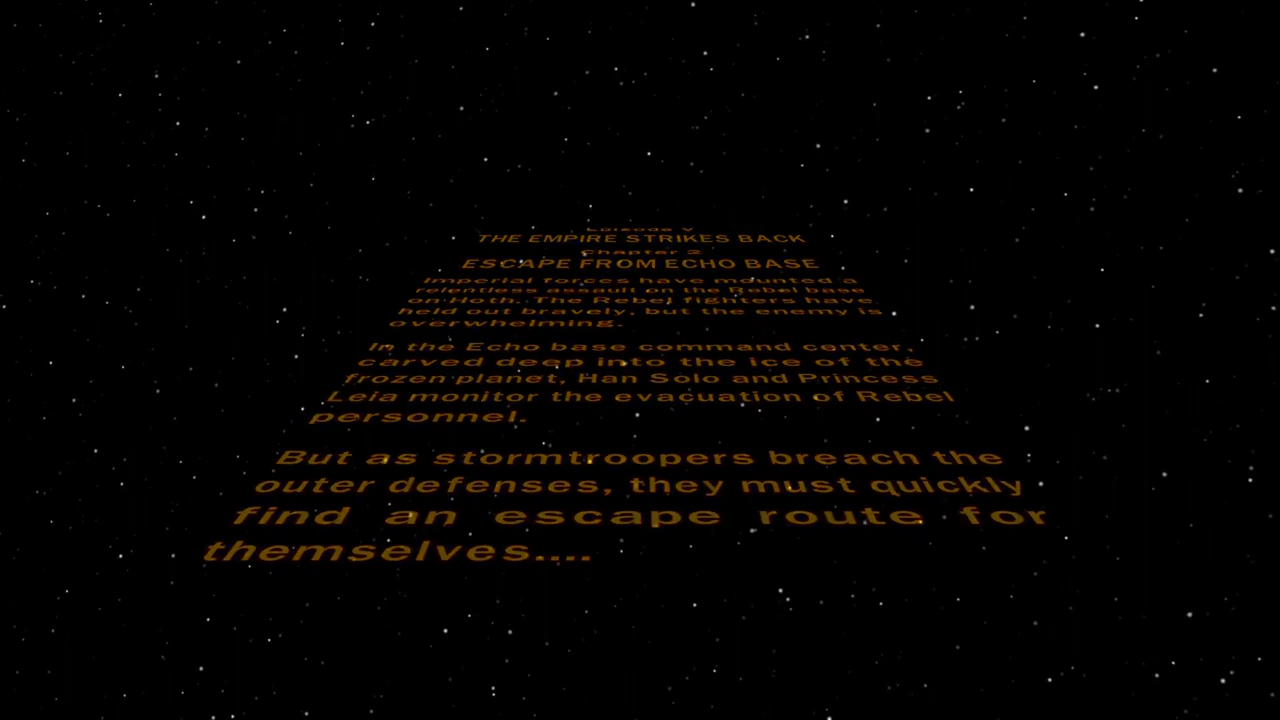 Episode V
THE EMPIRE STRIKES BACK
Chapter 2
ESCAPE FROM ECHO BASE
Imperial forces have mounted a
relentless assault on the Rebel base
on Hoth. The Rebel fighters have
held out bravely, but the enemy is
overwhelming.
In the Echo base command center,
carved deep into the ice of the
frozen planet, Han Solo and Princess
Leia monitor the evacuation of Rebel
personnel.
But as stormtroopers breach the
outer defenses, they must quickly
find an escape route for
themselves....